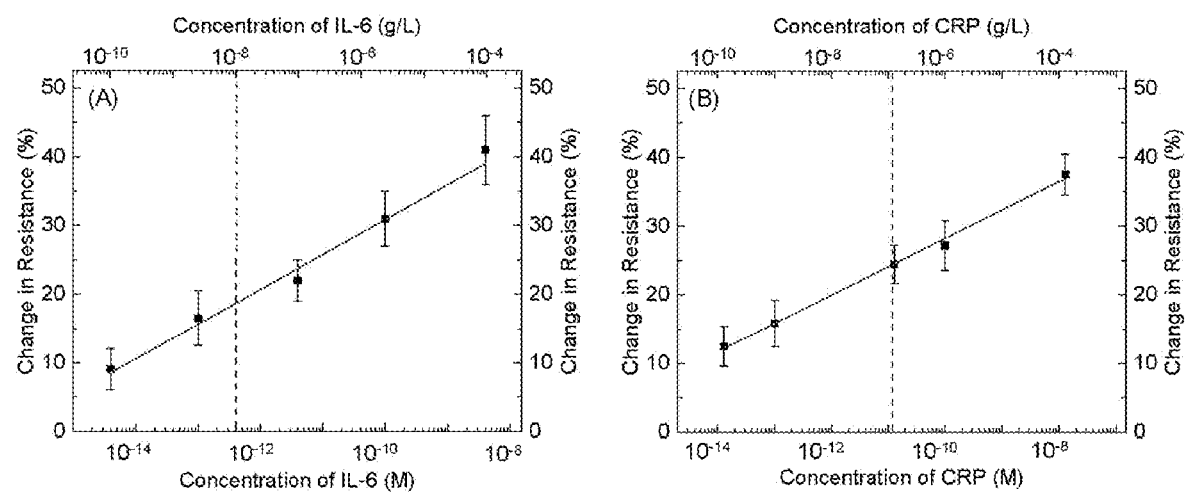 Concentration of IL-6 (g/L)
10⁻¹⁰ 10⁻⁸ 10⁻⁶ 10⁻⁴
(A)
Change in Resistance (%)
50 40 30 20 10 0
50 40 30 20 10 0
Change in Resistance (%)
10⁻¹⁴ 10⁻¹² 10⁻¹⁰ 10⁻⁸
Concentration of IL-6 (M)
Concentration of CRP (g/L)
10⁻¹⁰ 10⁻⁸ 10⁻⁶ 10⁻⁴
(B)
Change in Resistance (%)
50 40 30 20 10 0
50 40 30 20 10 0
Change in Resistance (%)
10⁻¹⁴ 10⁻¹² 10⁻¹⁰ 10⁻⁸
Concentration of CRP (M)